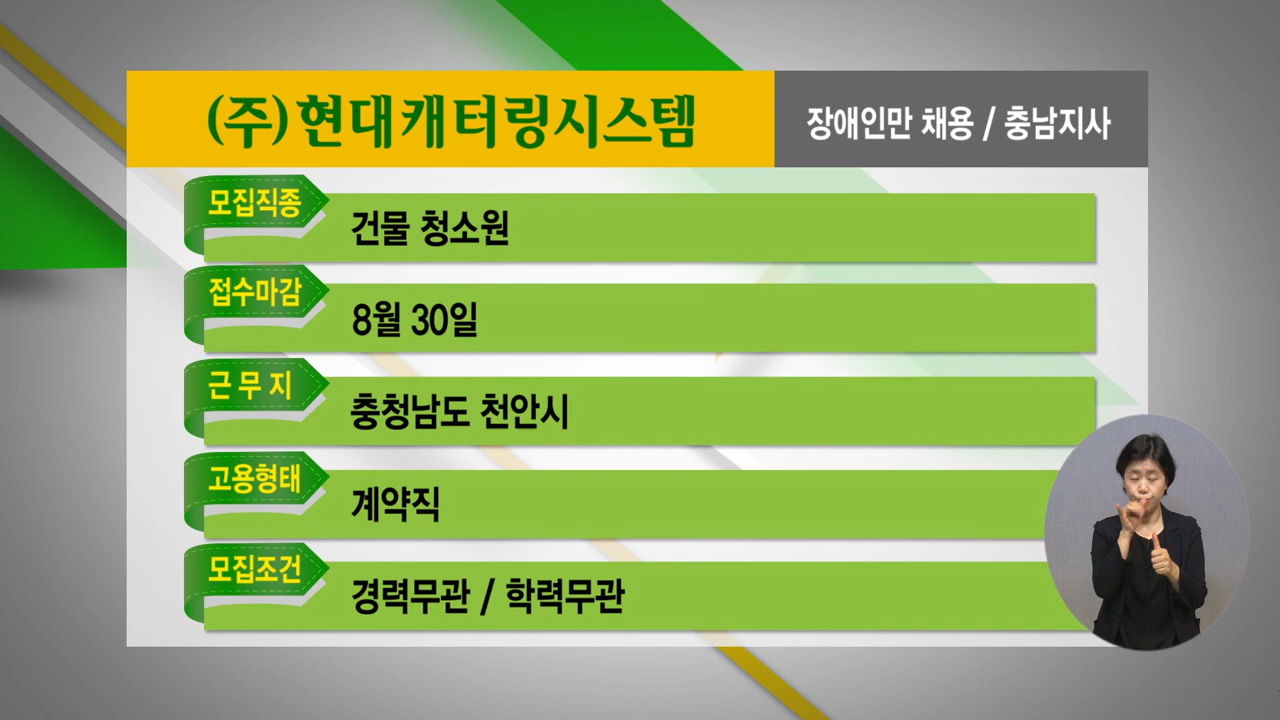 (주)현대캐터링시스템
장애인만 채용 / 충남지사
모집직종
건물 청소원
접수마감
8월 30일
근 무 지
충청남도 천안시
고용형태
계약직
모집조건
경력무관 / 학력무관